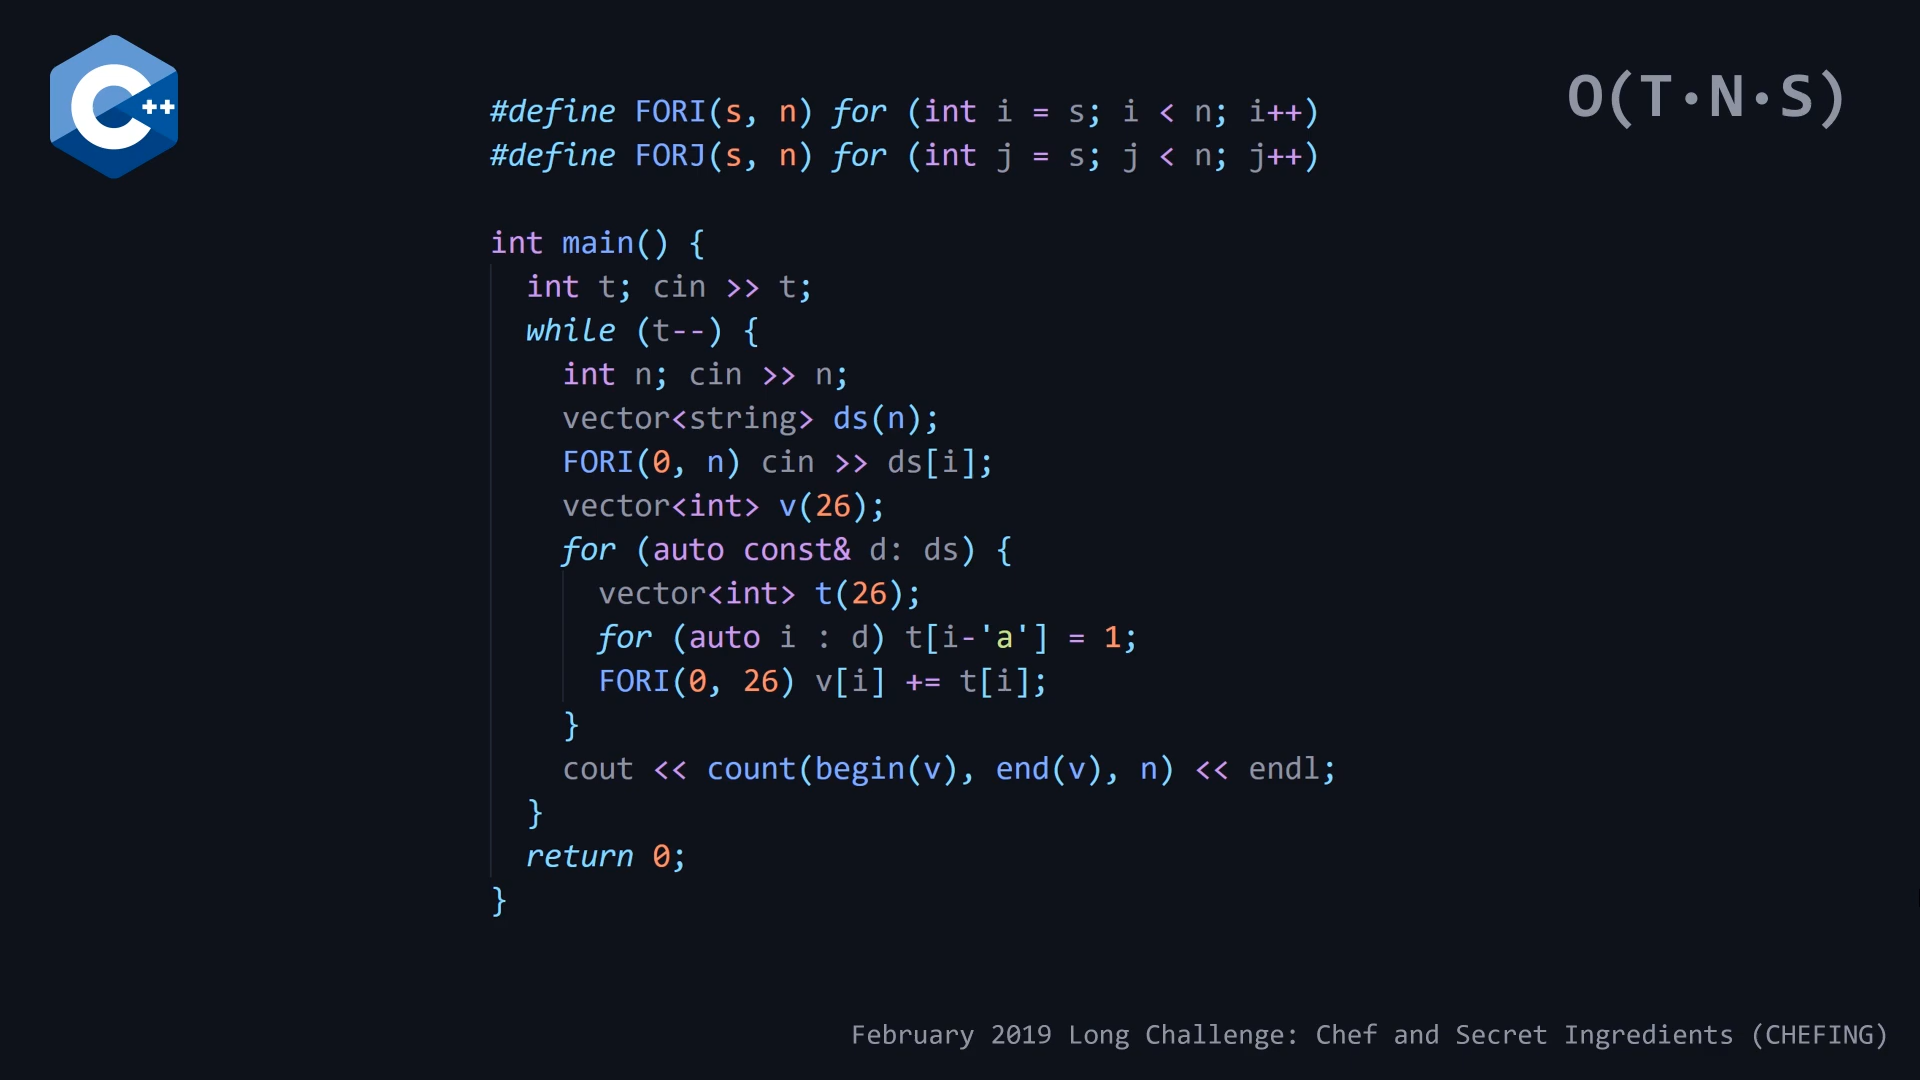 C++
O(T·N·S)
#define FORI(s, n) for (int i = s; i < n; i++)
#define FORJ(s, n) for (int j = s; j < n; j++)
int main() {
  int t; cin >> t;
  while (t--) {
    int n; cin >> n;
    vector<string> ds(n);
    FORI(0, n) cin >> ds[i];
    vector<int> v(26);
    for (auto const& d: ds) {
      vector<int> t(26);
      for (auto i : d) t[i-'a'] = 1;
      FORI(0, 26) v[i] += t[i];
    }
    cout << count(begin(v), end(v), n) << endl;
  }
  return 0;
}
February 2019 Long Challenge: Chef and Secret Ingredients (CHEFING)